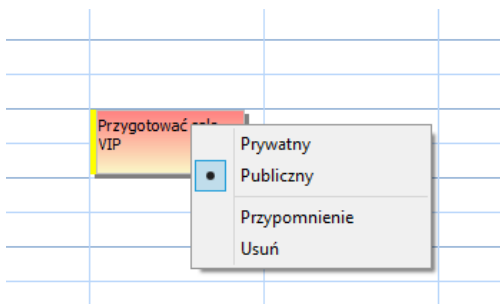 Przygotować
VIP
Prywatny
Publiczny
Przypomnienie
Usuń